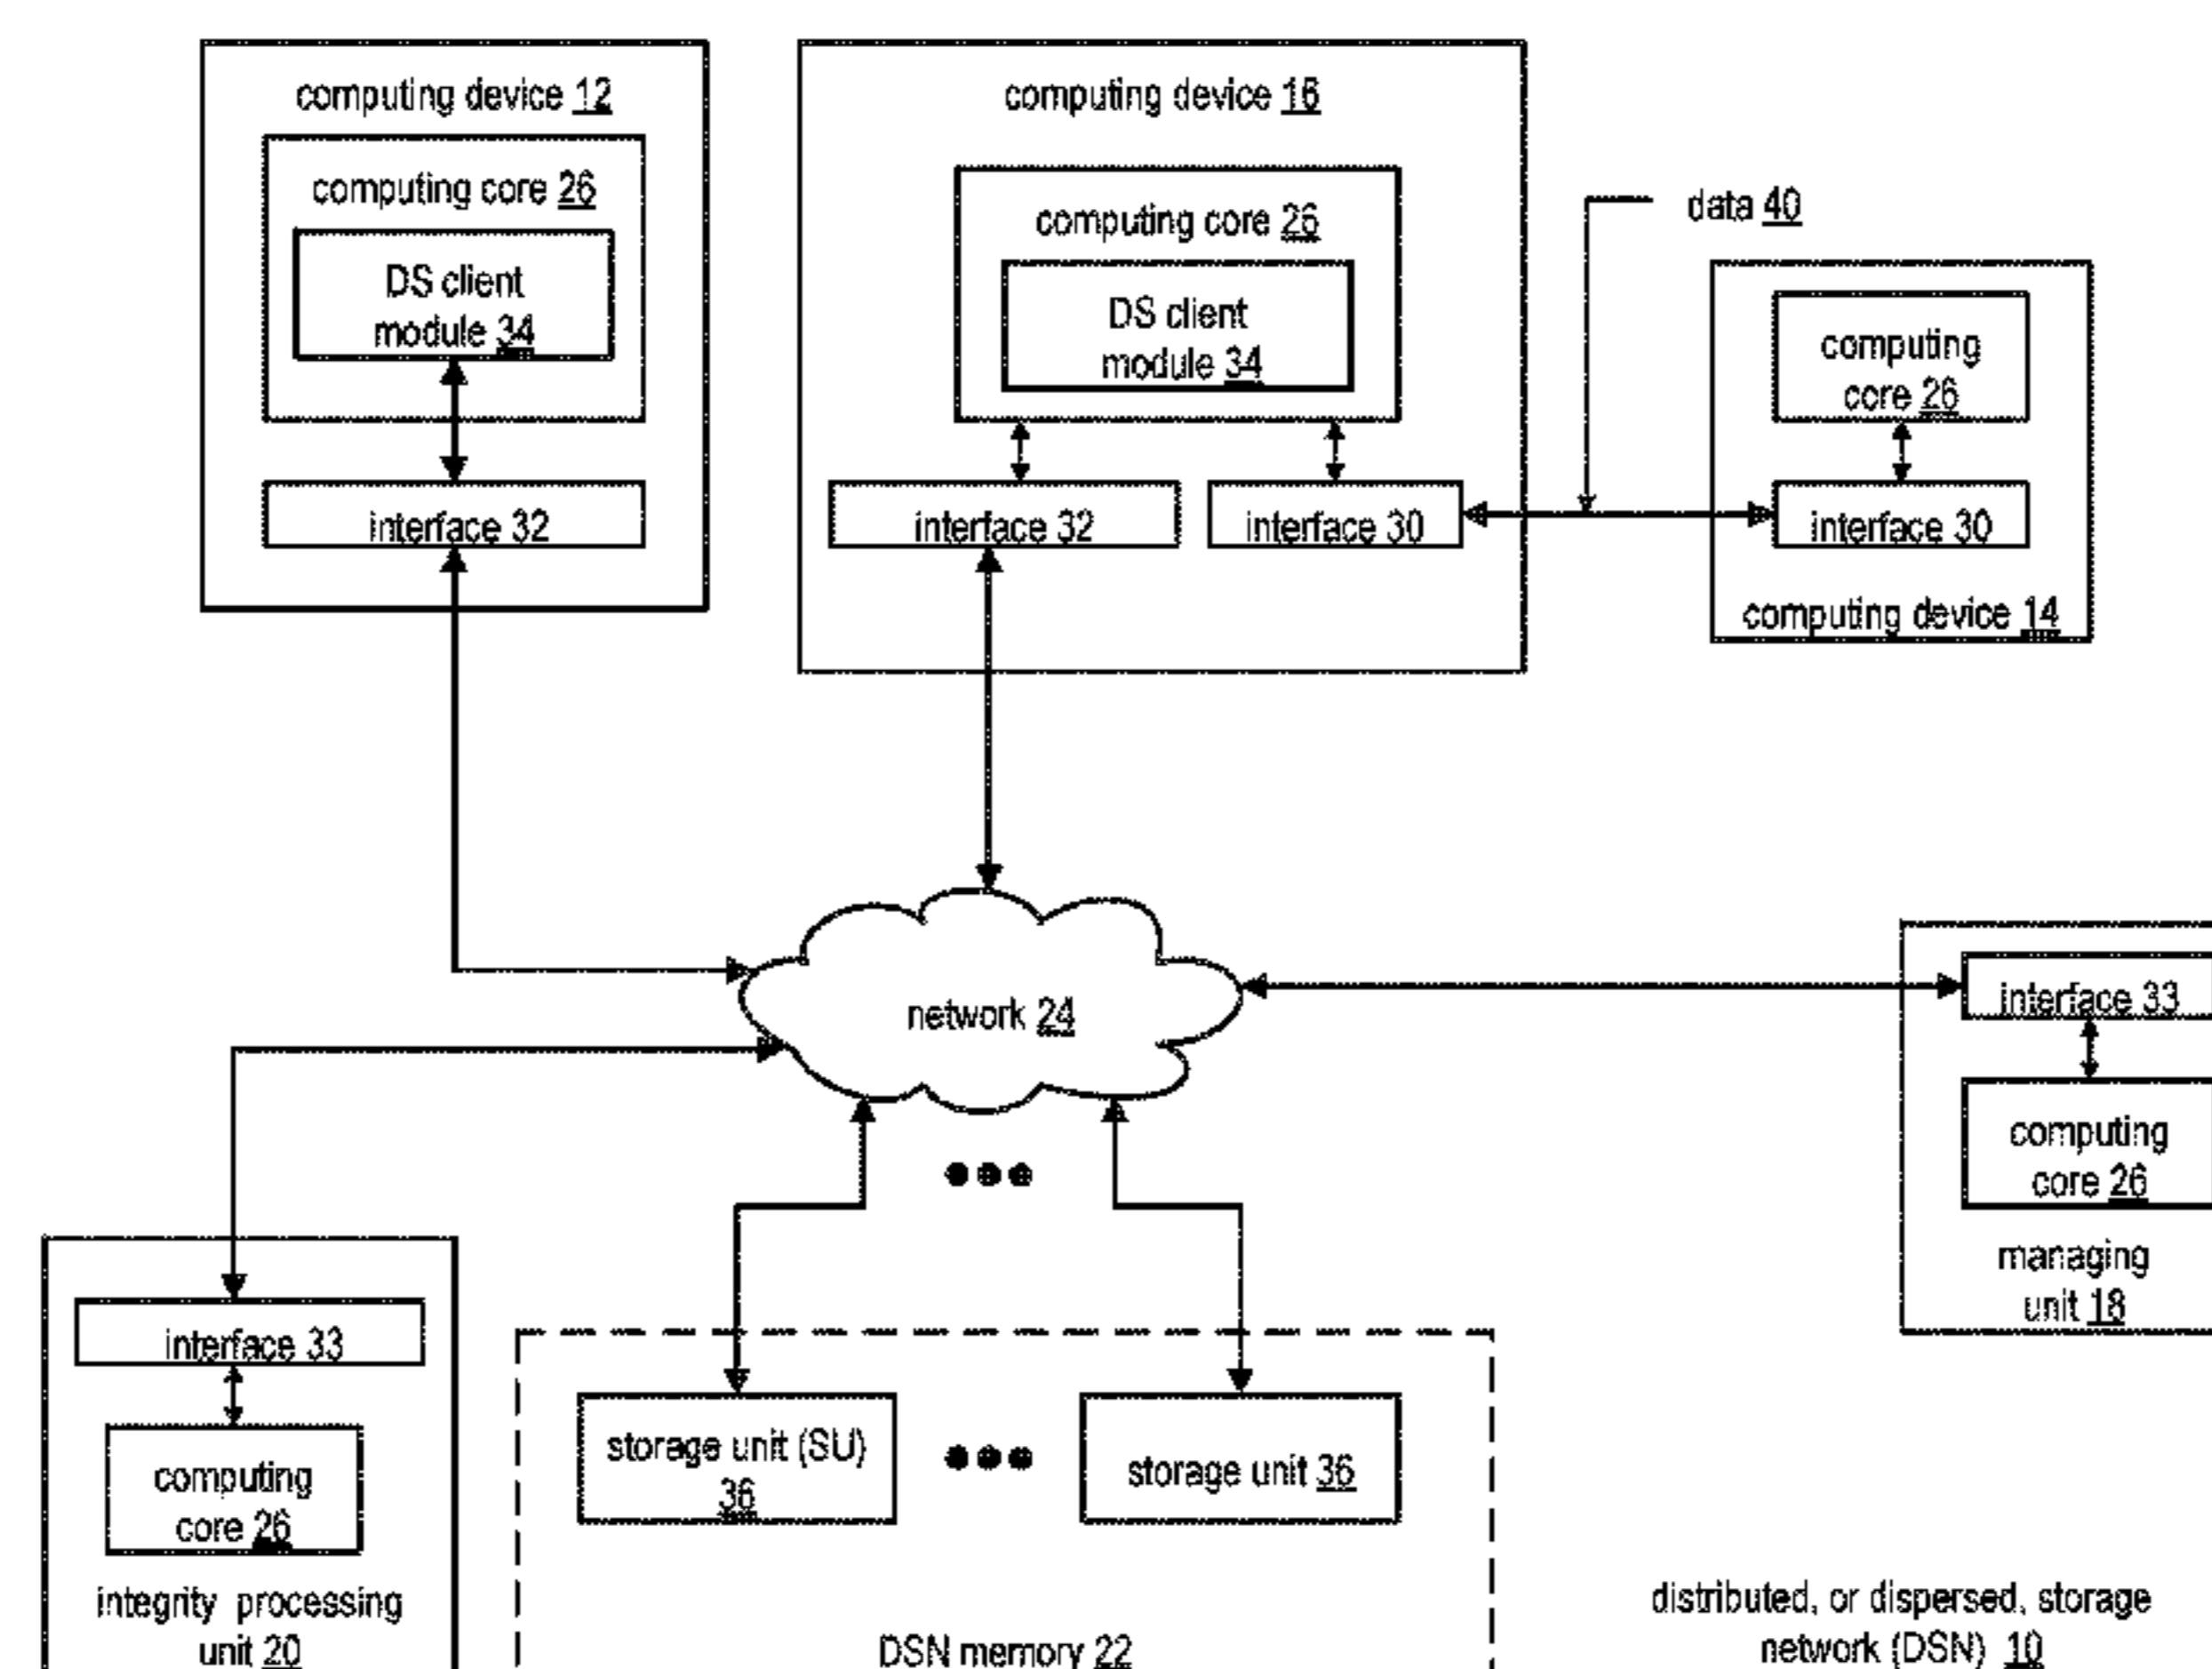 computing device 12
computing core 26
DS client
module 34
interface 32
computing device 16
computing core 26
DS client
module 34
interface 32
interface 30
data 40
computing
core 26
interface 30
computing device 14
network 24
interface 33
computing
core 26
managing
unit 18
interface 33
computing
core 26
integrity processing
unit 20
storage unit (SU)
36
storage unit 36
DSN memory 22
distributed, or dispersed, storage
network (DSN) 10